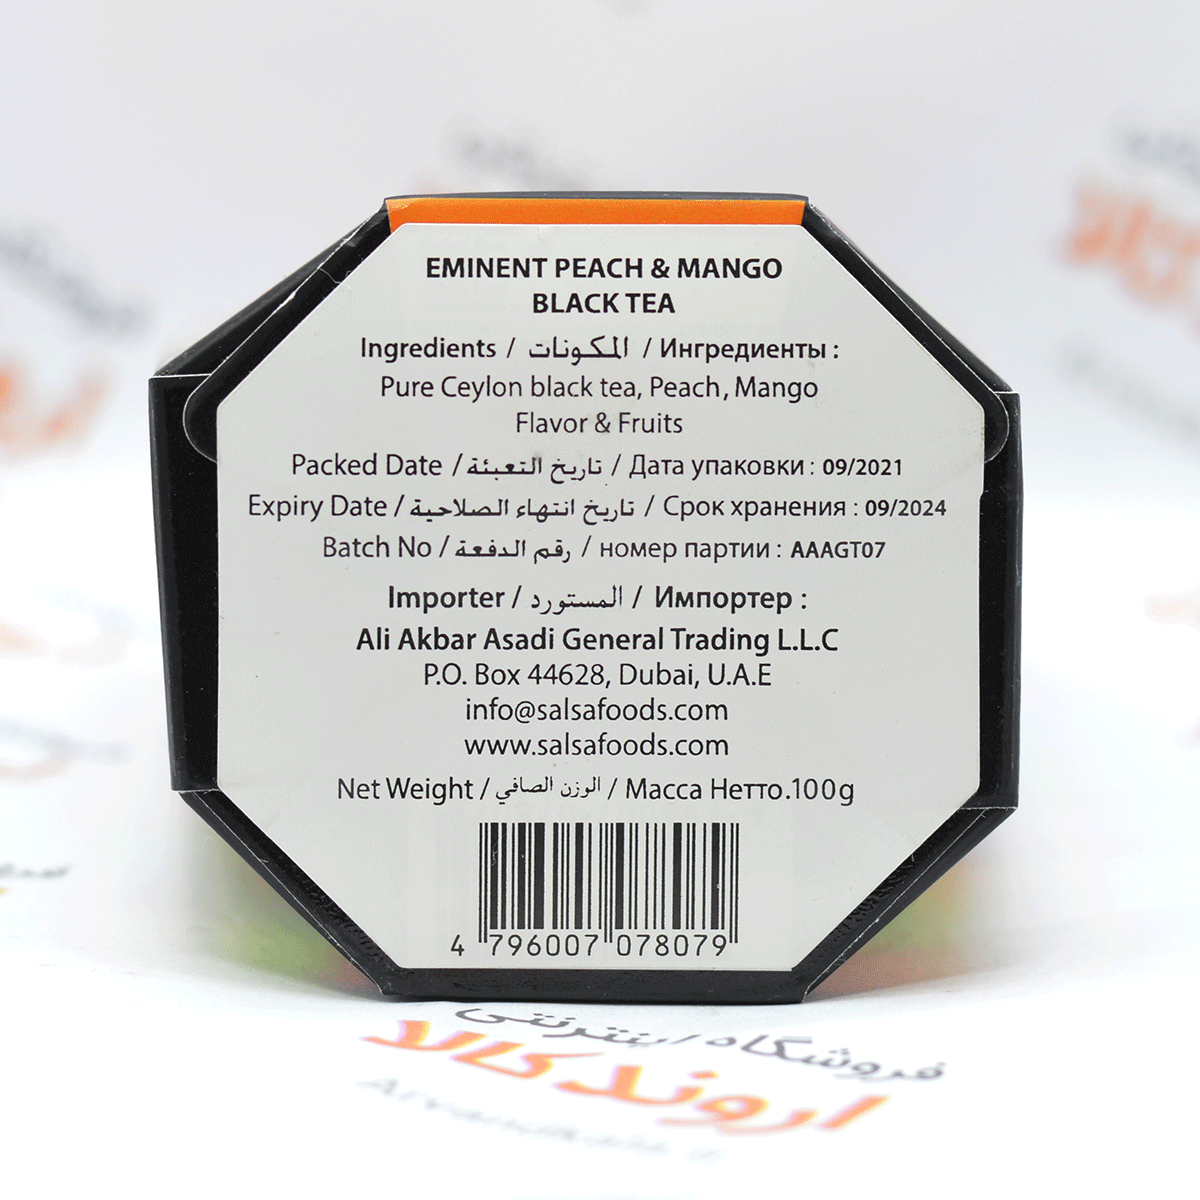 EMINENT PEACH & MANGO
BLACK TEA
Ingredients / المكونات / Ингредиенты :
Pure Ceylon black tea, Peach, Mango
Flavor & Fruits
Packed Date / تاريخ التعبئة / Дата упаковки : 09/2021
Expiry Date / تاريخ انتهاء الصلاحية / Срок хранения : 09/2024
Batch No / رقم الدفعة / номер партии : AAAGT07
Importer / المستورد / Импортер :
Ali Akbar Asadi General Trading L.L.C
P.O. Box 44628, Dubai, U.A.E
info@salsafoods.com
www.salsafoods.com
Net Weight / الوزن الصافي / Масса Нетто.100g
4 796007 078079
فروشگاه اینترنتی
اروند کالا